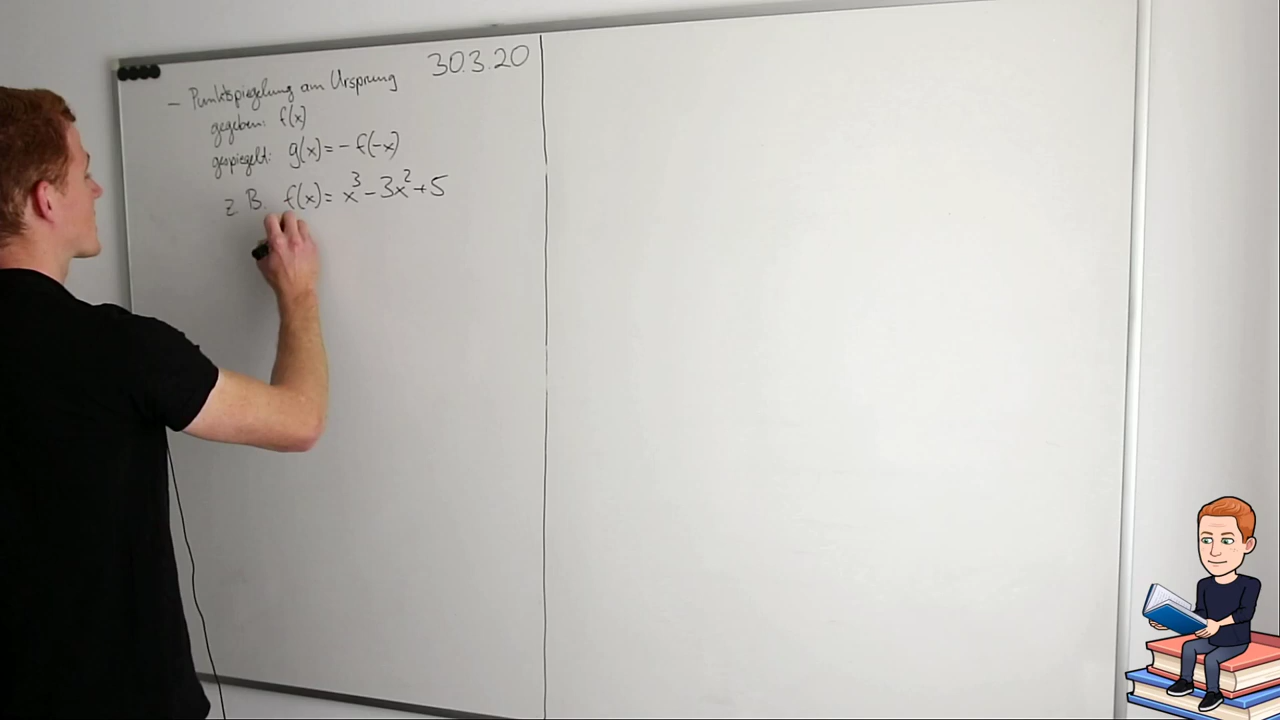 30.3.20
– Punktspiegelung am Ursprung
gegeben: f(x)
gespiegelt: g(x) = - f(-x)
z. B. f(x) = x³ - 3x² + 5